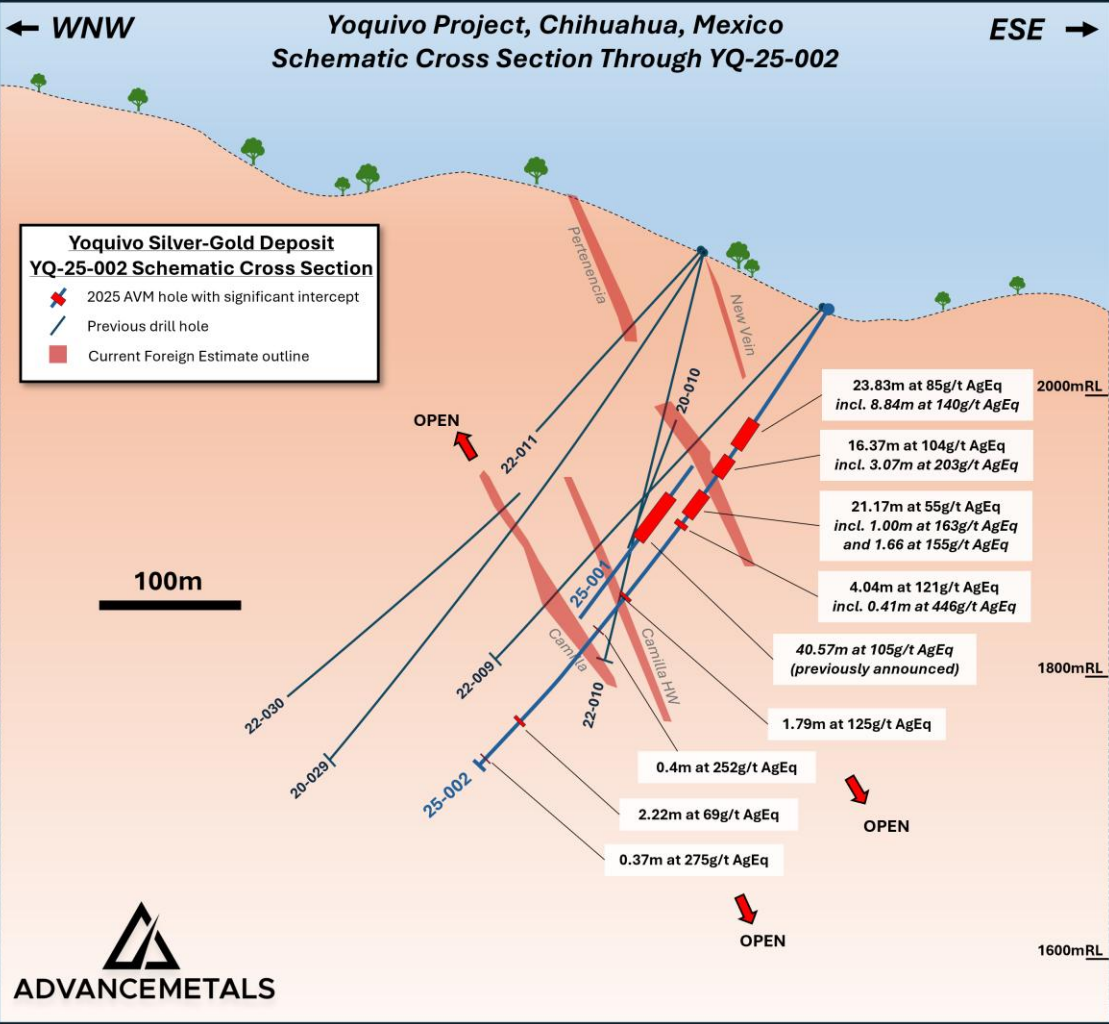 WNW
Yoquivo Project, Chihuahua, Mexico
Schematic Cross Section Through YQ-25-002
ESE
Yoquivo Silver-Gold Deposit
YQ-25-002 Schematic Cross Section
2025 AVM hole with significant intercept
Previous drill hole
Current Foreign Estimate outline
Pertenencia
New Vein
20-010
2000mRL
23.83m at 85g/t AgEq
incl. 8.84m at 140g/t AgEq
OPEN
22-011
16.37m at 104g/t AgEq
incl. 3.07m at 203g/t AgEq
21.17m at 55g/t AgEq
incl. 1.00m at 163g/t AgEq
and 1.66 at 155g/t AgEq
100m
25-001
4.04m at 121g/t AgEq
incl. 0.41m at 446g/t AgEq
Camilla
Camilla HW
40.57m at 105g/t AgEq
(previously announced)
1800mRL
22-009
22-010
22-030
1.79m at 125g/t AgEq
20-029
25-002
0.4m at 252g/t AgEq
2.22m at 69g/t AgEq
OPEN
0.37m at 275g/t AgEq
OPEN
1600mRL
ADVANCEMETALS